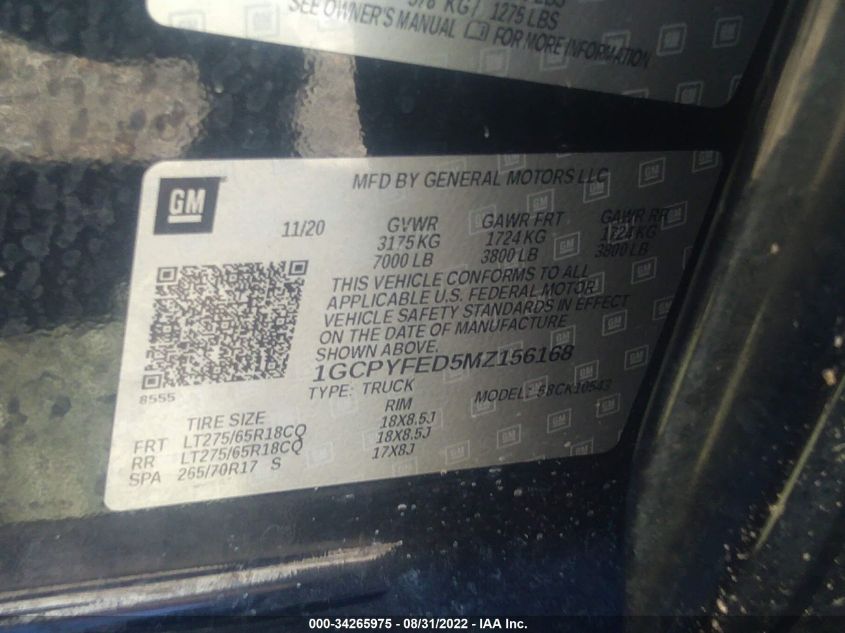 578 KG / 1275 LBS
SEE OWNER'S MANUAL FOR MORE INFORMATION
GM
MFD BY GENERAL MOTORS LLC
11/20 GVWR GAWR FRT GAWR RR
3175 KG 1724 KG 1724 KG
7000 LB 3800 LB 3800 LB
THIS VEHICLE CONFORMS TO ALL
APPLICABLE U.S. FEDERAL MOTOR
VEHICLE SAFETY STANDARDS IN EFFECT
ON THE DATE OF MANUFACTURE
SHOWN ABOVE.
1GCPYFED5MZ156168
8555
TYPE: TRUCK MODEL: 58CK10543
TIRE SIZE RIM
FRT LT275/65R18CQ 18X8.5J
RR LT275/65R18CQ 18X8.5J
SPA 265/70R17 S 17X8J
000-34265975 - 08/31/2022 - IAA Inc.